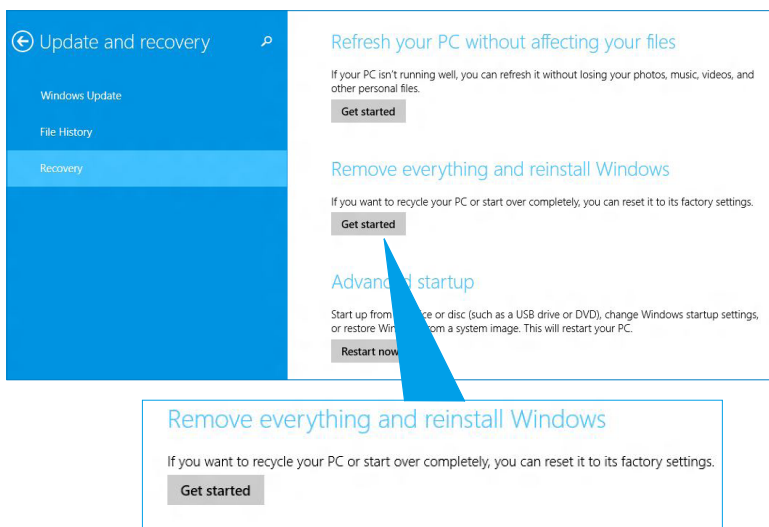 Update and recovery
Windows Update
File History
Recovery
Refresh your PC without affecting your files
If your PC isn't running well, you can refresh it without losing your photos, music, videos, and
other personal files.
Get started
Remove everything and reinstall Windows
If you want to recycle your PC or start over completely, you can reset it to its factory settings.
Get started
Advanced startup
Start up from or disc (such as a USB drive or DVD), change Windows startup settings,
or restore a system image. This will restart your PC.
Restart now
Remove everything and reinstall Windows
If you want to recycle your PC or start over completely, you can reset it to its factory settings.
Get started